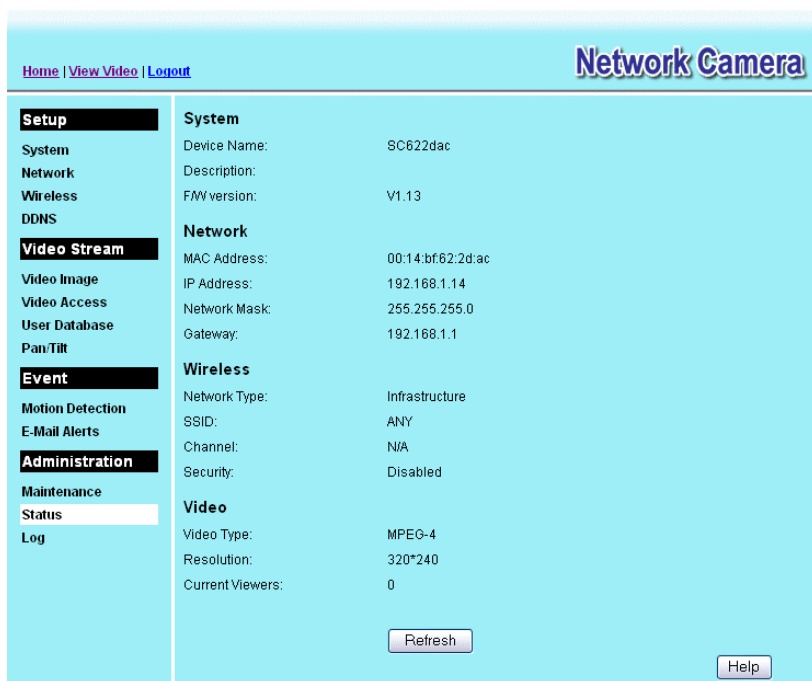 Home | View Video | Logout
Network Camera
Setup
System
Network
Wireless
DDNS
Video Stream
Video Image
Video Access
User Database
Pan/Tilt
Event
Motion Detection
E-Mail Alerts
Administration
Maintenance
Status
Log
System
Device Name: SC622dac
Description:
F/W version: V1.13
Network
MAC Address: 00:14:bf:62:2d:ac
IP Address: 192.168.1.14
Network Mask: 255.255.255.0
Gateway: 192.168.1.1
Wireless
Network Type: Infrastructure
SSID: ANY
Channel: N/A
Security: Disabled
Video
Video Type: MPEG-4
Resolution: 320*240
Current Viewers: 0
Refresh
Help